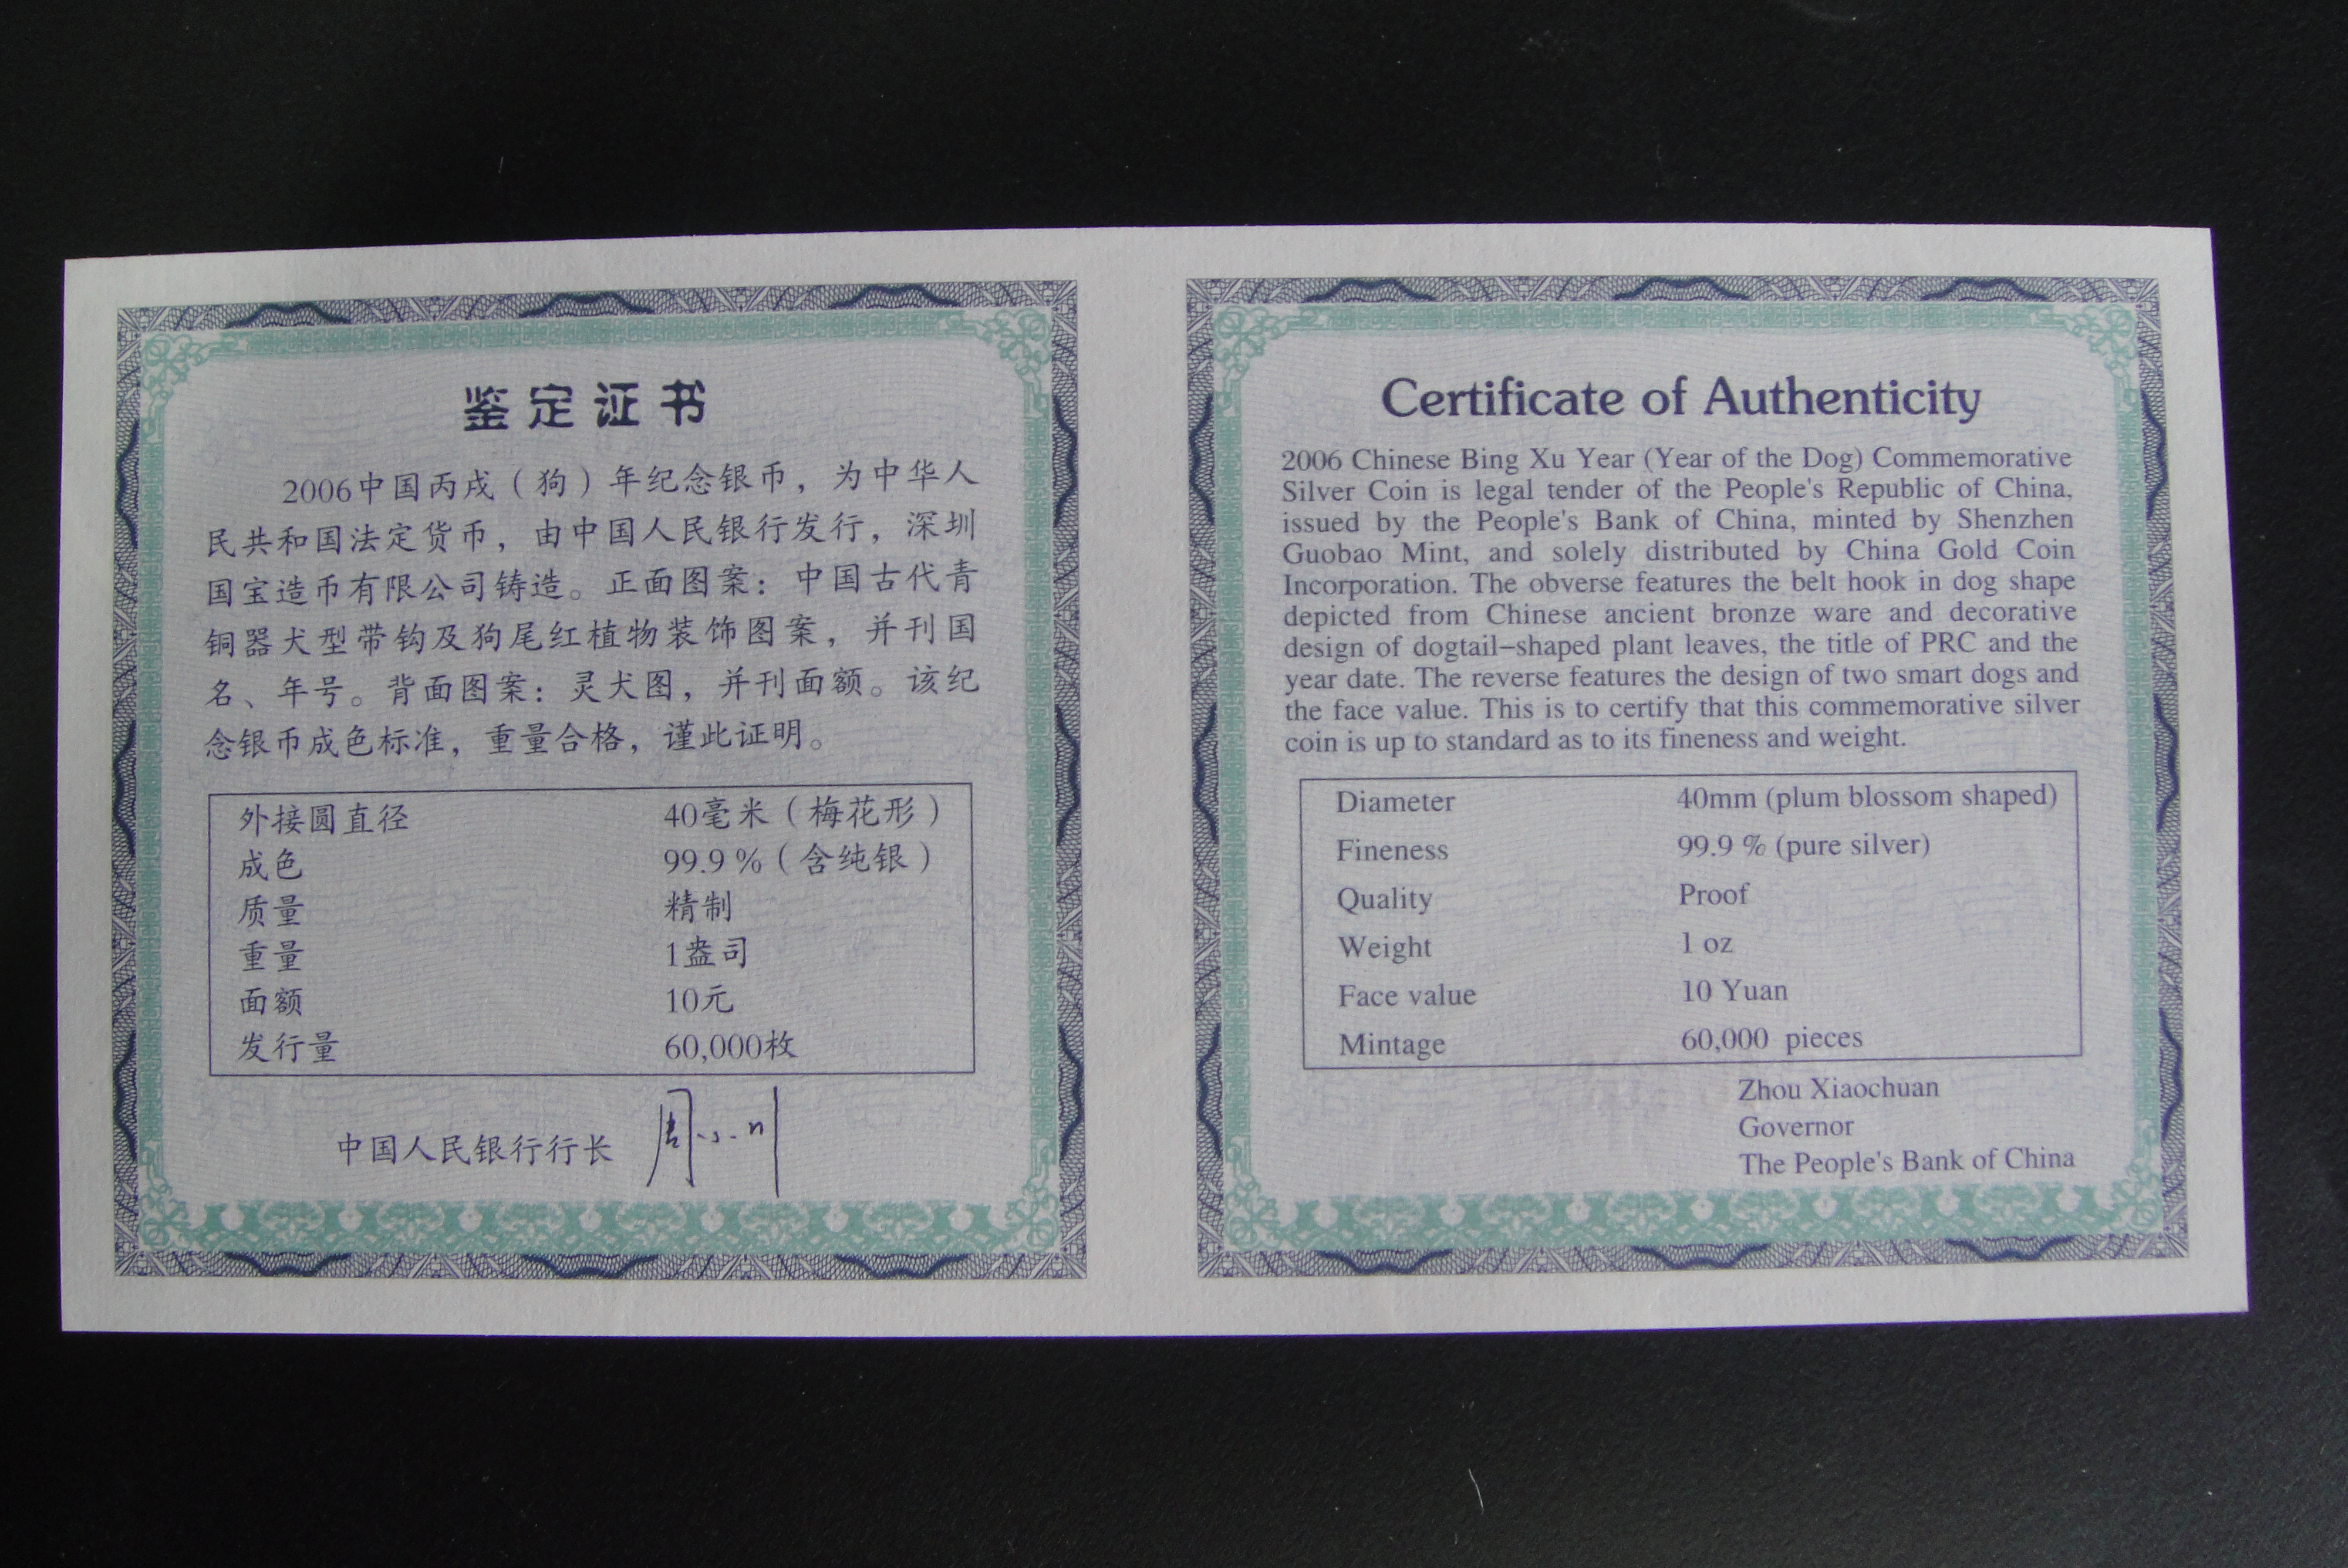 鉴定证书
2006中国丙戌（狗）年纪念银币，为中华人
民共和国法定货币，由中国人民银行发行，深圳
国宝造币有限公司铸造。正面图案：中国古代青
铜器犬型带钩及狗尾红植物装饰图案，并刊国
名、年号。背面图案：灵犬图，并刊面额。该纪
念银币成色标准，重量合格，谨此证明。
外接圆直径 40毫米（梅花形）
成色 99.9％（含纯银）
质量 精制
重量 1盎司
面额 10元
发行量 60,000枚
中国人民银行行长 周小川
Certificate of Authenticity
2006 Chinese Bing Xu Year (Year of the Dog) Commemorative
Silver Coin is legal tender of the People's Republic of China,
issued by the People's Bank of China, minted by Shenzhen
Guobao Mint, and solely distributed by China Gold Coin
Incorporation. The obverse features the belt hook in dog shape
depicted from Chinese ancient bronze ware and decorative
design of dogtail–shaped plant leaves, the title of PRC and the
year date. The reverse features the design of two smart dogs and
the face value. This is to certify that this commemorative silver
coin is up to standard as to its fineness and weight.
Diameter 40mm (plum blossom shaped)
Fineness 99.9 % (pure silver)
Quality Proof
Weight 1 oz
Face value 10 Yuan
Mintage 60,000 pieces
Zhou Xiaochuan
Governor
The People's Bank of China